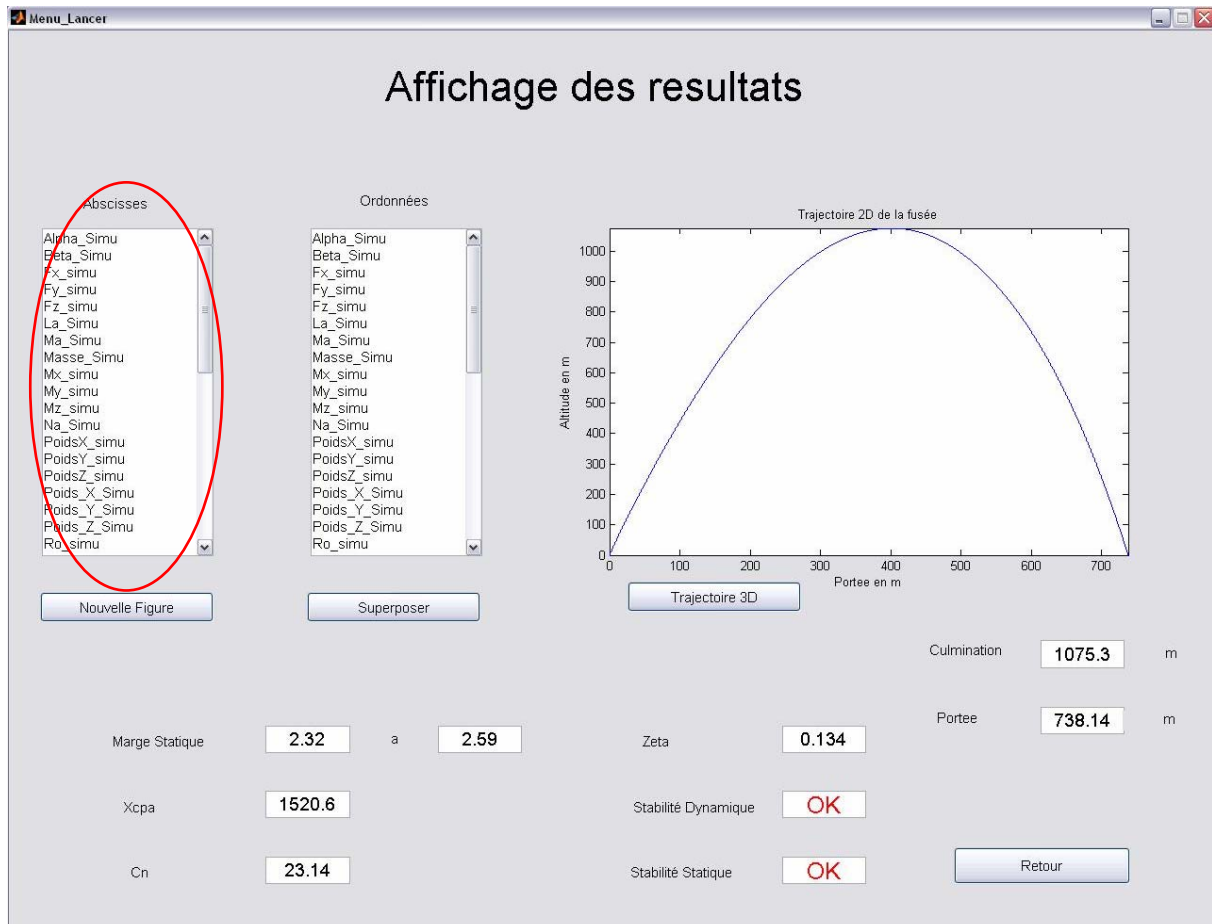 Menu_Lancer
Affichage des resultats
Abscisses
Alpha_Simu
Beta_Simu
Fx_simu
Fy_simu
Fz_simu
La_Simu
Ma_Simu
Masse_Simu
Mx_simu
My_simu
Mz_simu
Na_Simu
PoidsX_simu
PoidsY_simu
PoidsZ_simu
Poids_X_Simu
Poids_Y_Simu
Poids_Z_Simu
Ro_simu
Nouvelle Figure
Ordonnées
Alpha_Simu
Beta_Simu
Fx_simu
Fy_simu
Fz_simu
La_Simu
Ma_Simu
Masse_Simu
Mx_simu
My_simu
Mz_simu
Na_Simu
PoidsX_simu
PoidsY_simu
PoidsZ_simu
Poids_X_Simu
Poids_Y_Simu
Poids_Z_Simu
Ro_simu
Superposer
Trajectoire 2D de la fusée
Altitude en m
1000
900
800
700
600
500
400
300
200
100
0
0 100 200 300 400 500 600 700
Portee en m
Trajectoire 3D
Culmination 1075.3 m
Portee 738.14 m
Marge Statique 2.32 a 2.59
Xcpa 1520.6
Cn 23.14
Zeta 0.134
Stabilité Dynamique OK
Stabilité Statique OK
Retour